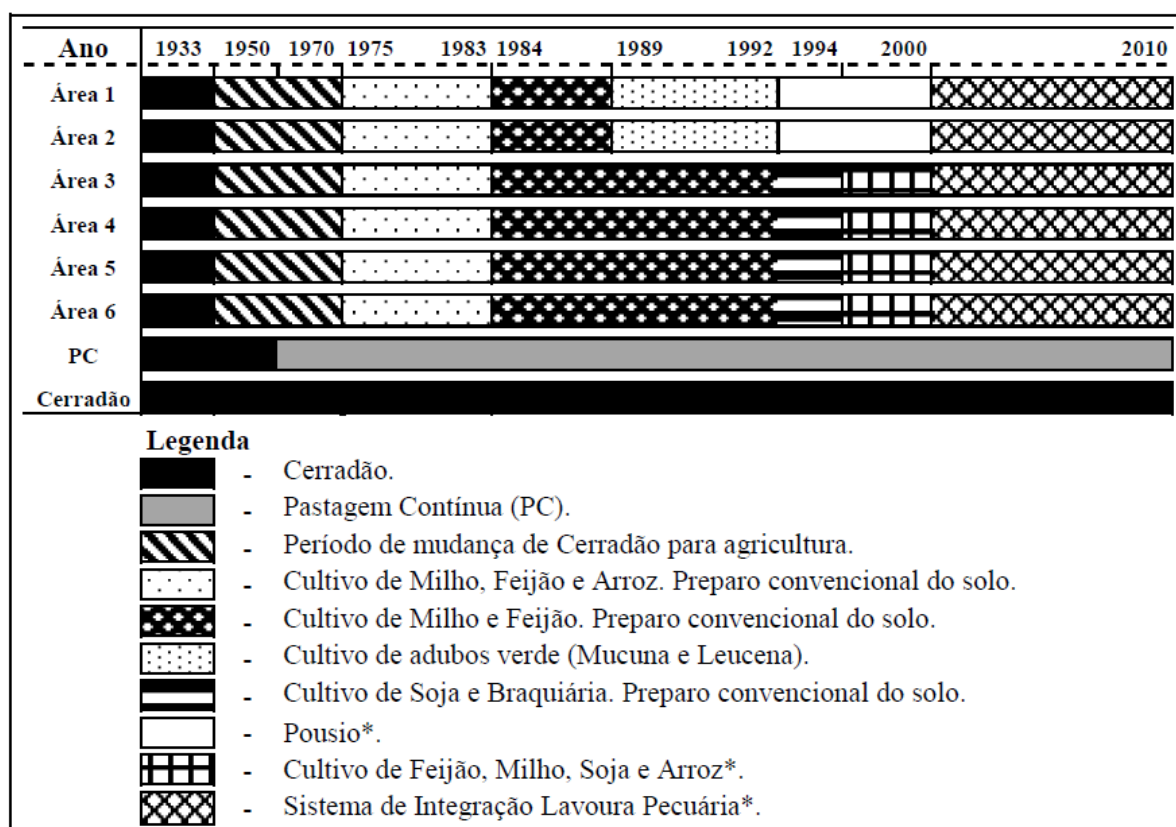 Ano 1933 1950 1970 1975 1983 1984 1989 1992 1994 2000 2010
Área 1
Área 2
Área 3
Área 4
Área 5
Área 6
PC
Cerradão
Legenda
- Cerradão.
- Pastagem Contínua (PC).
- Período de mudança de Cerradão para agricultura.
- Cultivo de Milho, Feijão e Arroz. Preparo convencional do solo.
- Cultivo de Milho e Feijão. Preparo convencional do solo.
- Cultivo de adubos verde (Mucuna e Leucena).
- Cultivo de Soja e Braquiária. Preparo convencional do solo.
- Pousio*.
- Cultivo de Feijão, Milho, Soja e Arroz*.
- Sistema de Integração Lavoura Pecuária*.